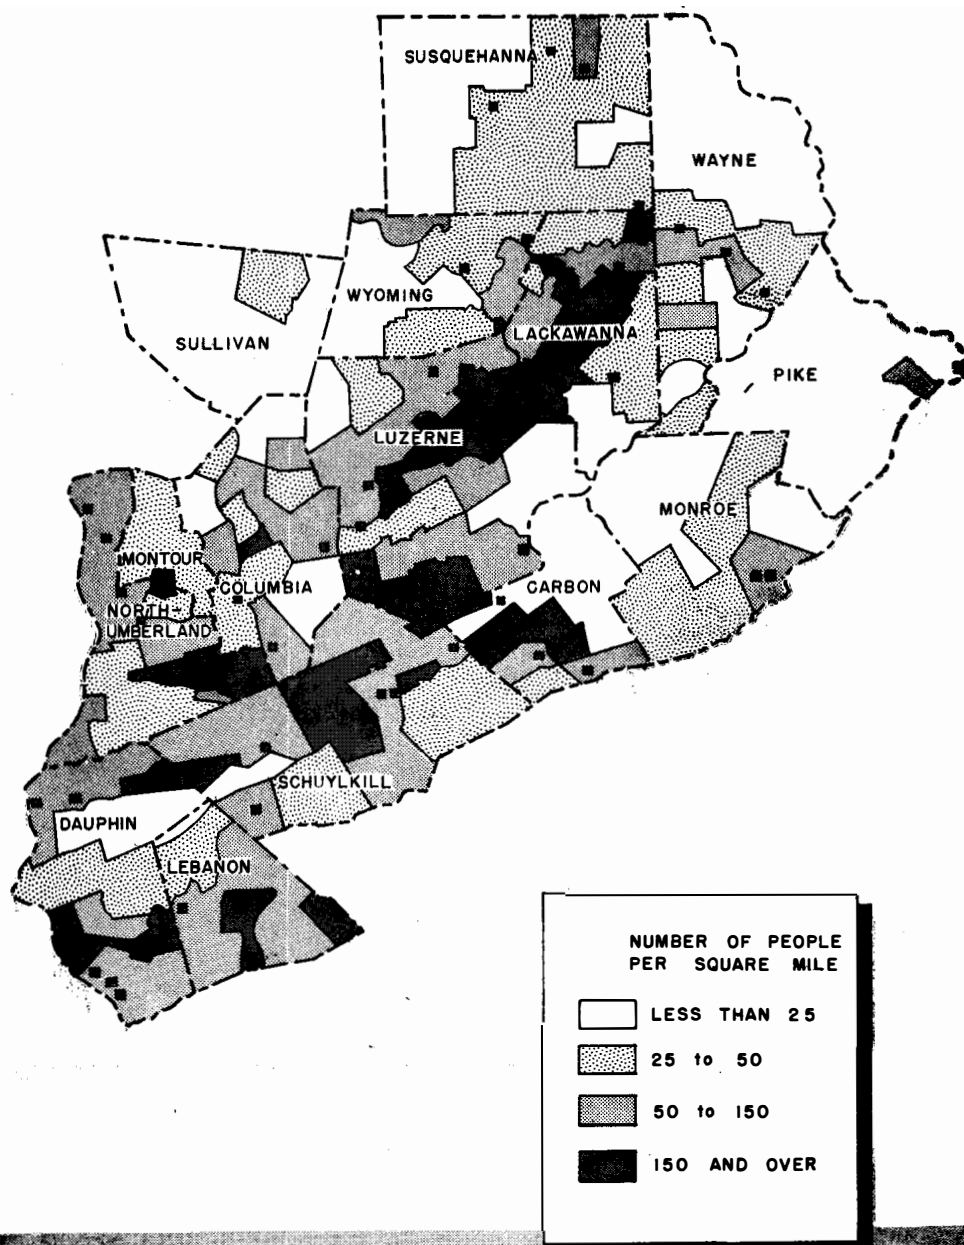 SUSQUEHANNA
WAYNE
WYOMING
SULLIVAN
LACKAWANNA
PIKE
LUZERNE
MONROE
MONTOUR
COLUMBIA
CARBON
NORTH-
UMBERLAND
SCHUYLKILL
DAUPHIN
LEBANON
NUMBER OF PEOPLE
PER SQUARE MILE
LESS THAN 25
25 to 50
50 to 150
150 AND OVER